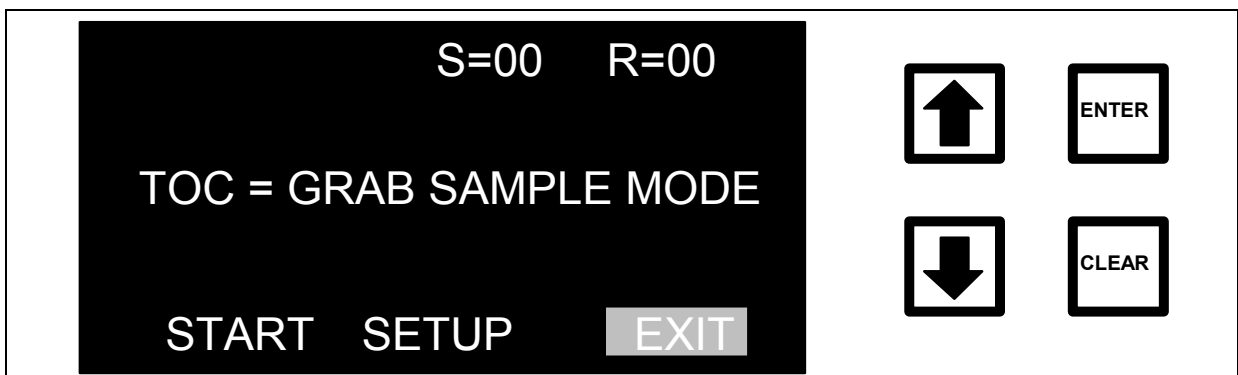 S=00 R=00
TOC = GRAB SAMPLE MODE
START SETUP EXIT
ENTER
CLEAR